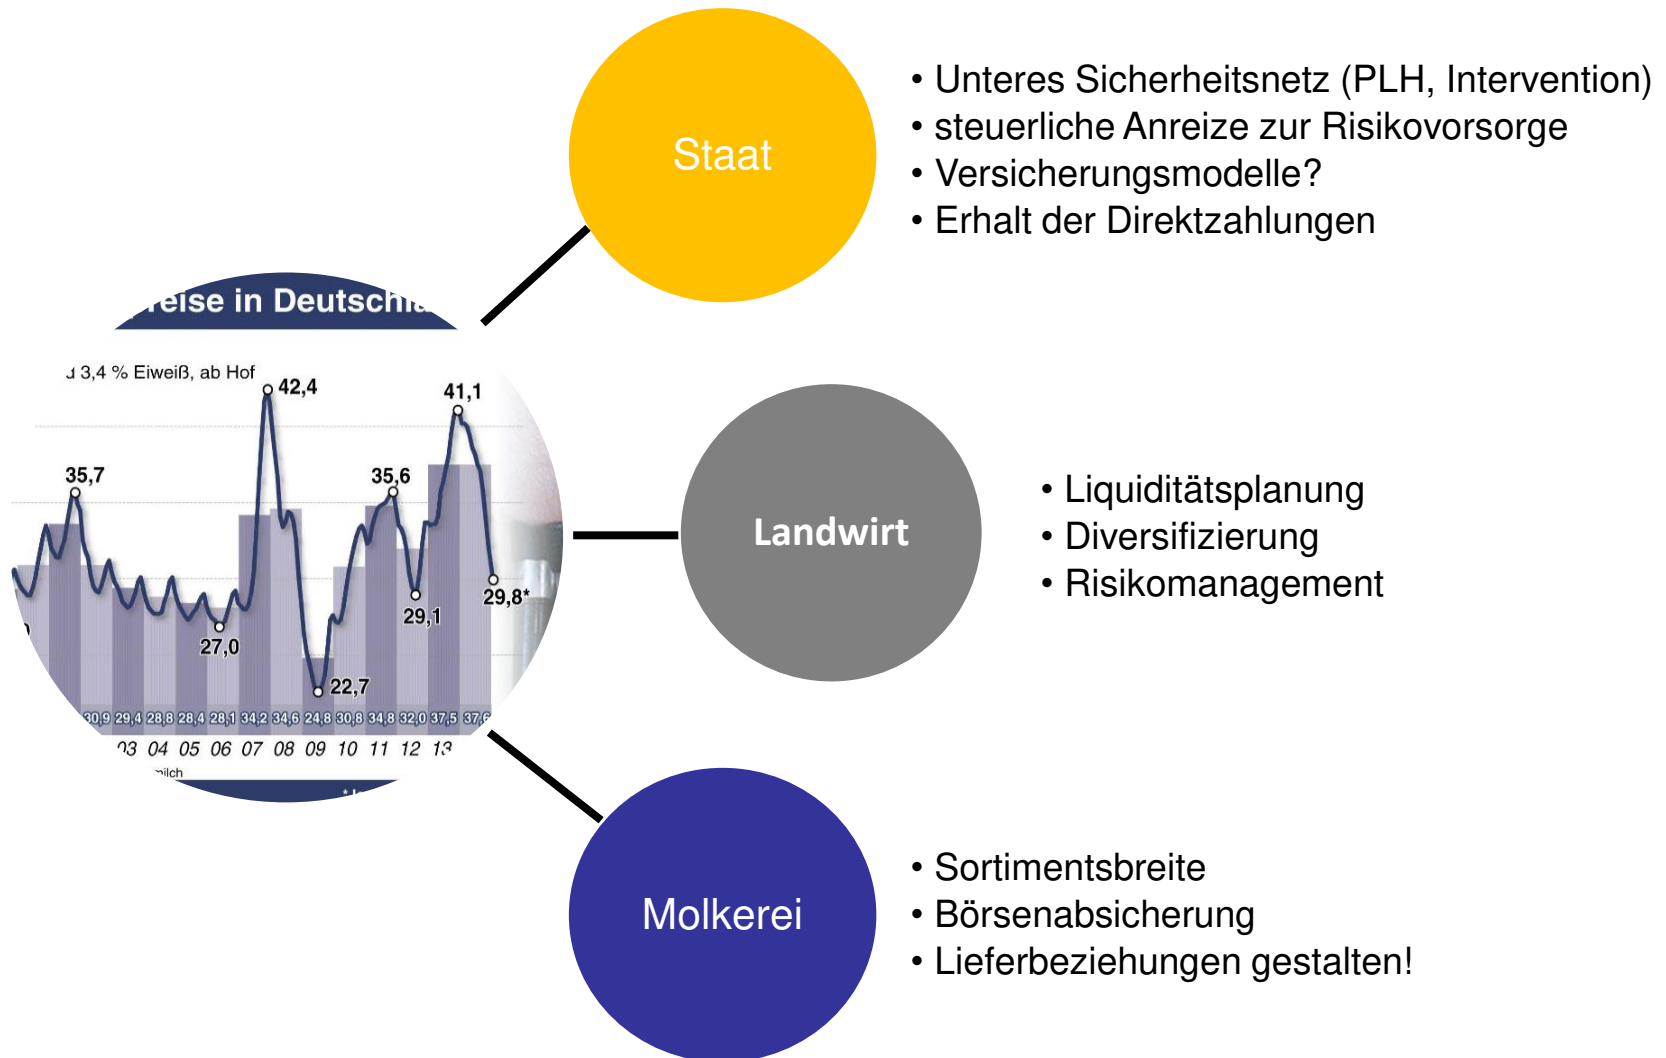 Staat
• Unteres Sicherheitsnetz (PLH, Intervention)
• steuerliche Anreize zur Risikovorsorge
• Versicherungsmodelle?
• Erhalt der Direktzahlungen
in
3,4 % Eiweiß, ab Hof
42,4
41,1
35,7
35,6
29,8*
29,1
27,0
22,7
30,9 29,4 28,8 28,4 28,1 34,2 34,6 24,8 30,8 34,8 32,0 37,5 37,6
03 04 05 06 07 08 09 10 11 12 13
Landwirt
• Liquiditätsplanung
• Diversifizierung
• Risikomanagement
Molkerei
• Sortimentsbreite
• Börsenabsicherung
• Lieferbeziehungen gestalten!